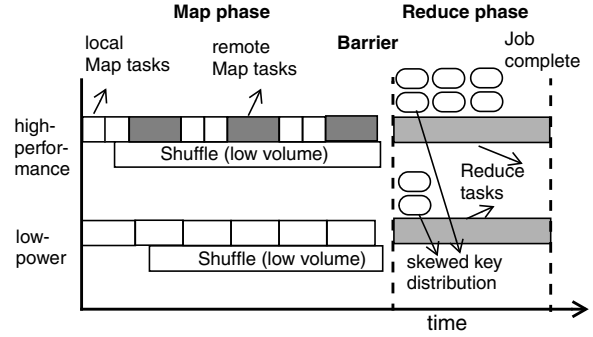 Map phase
Reduce phase
local
Map tasks
remote
Map tasks
Barrier
Job
complete
high-
perfor-
mance
Shuffle (low volume)
Reduce
tasks
low-
power
Shuffle (low volume)
skewed key
distribution
time